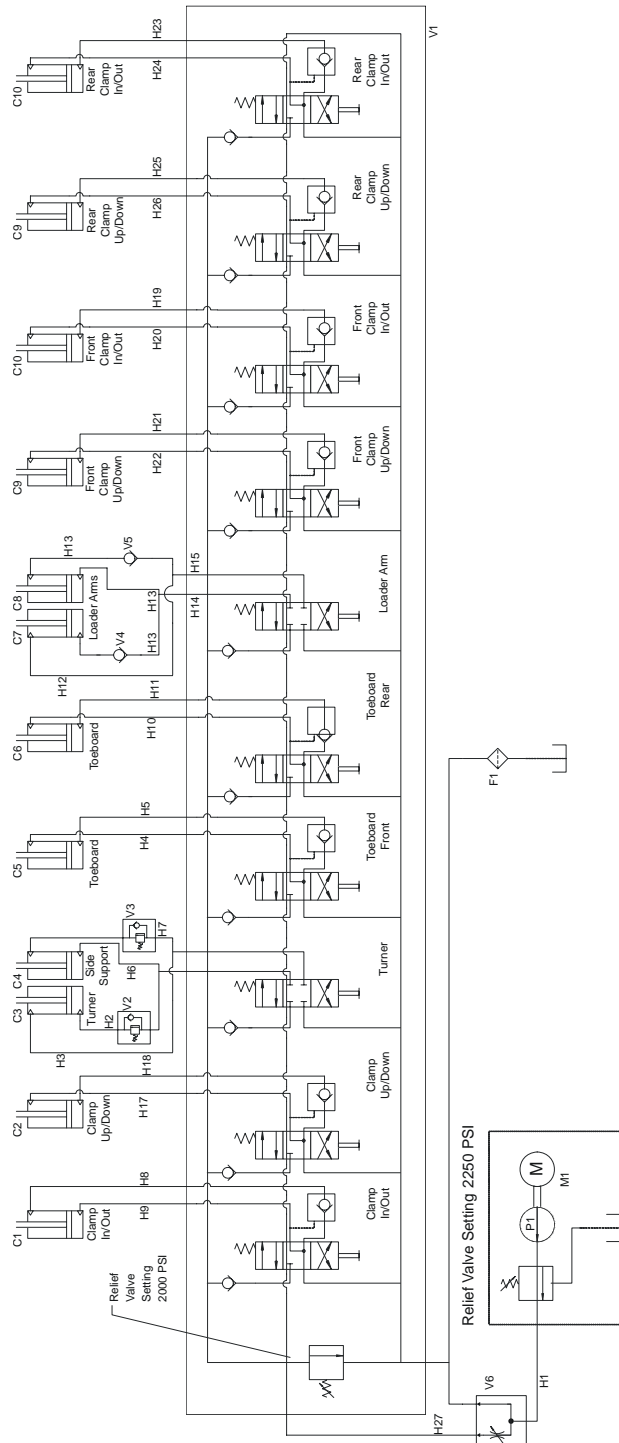 C1
C2
C3
C4
C5
C6
C7
C8
C9
C10
C9
C10
Clamp
In/Out
Clamp
Up/Down
Turner
Side
Support
Toeboard
Toeboard
Loader Arms
Front
Clamp
Up/Down
Front
Clamp
In/Out
Rear
Clamp
Up/Down
Rear
Clamp
In/Out
H3
H2
V2
H6
V3
H7
H12
V4
H13
H13
H13
V5
Relief
Valve
Setting
2000 PSI
H9
H8
H17
H18
H4
H5
H10
H11
H14
H15
H22
H21
H20
H19
H26
H25
H24
H23
Clamp
In/Out
Clamp
Up/Down
Turner
Toeboard
Front
Toeboard
Rear
Loader Arm
Front
Clamp
Up/Down
Front
Clamp
In/Out
Rear
Clamp
Up/Down
Rear
Clamp
In/Out
V1
H27
V6
H1
Relief Valve Setting 2250 PSI
P1
M
M1
F1